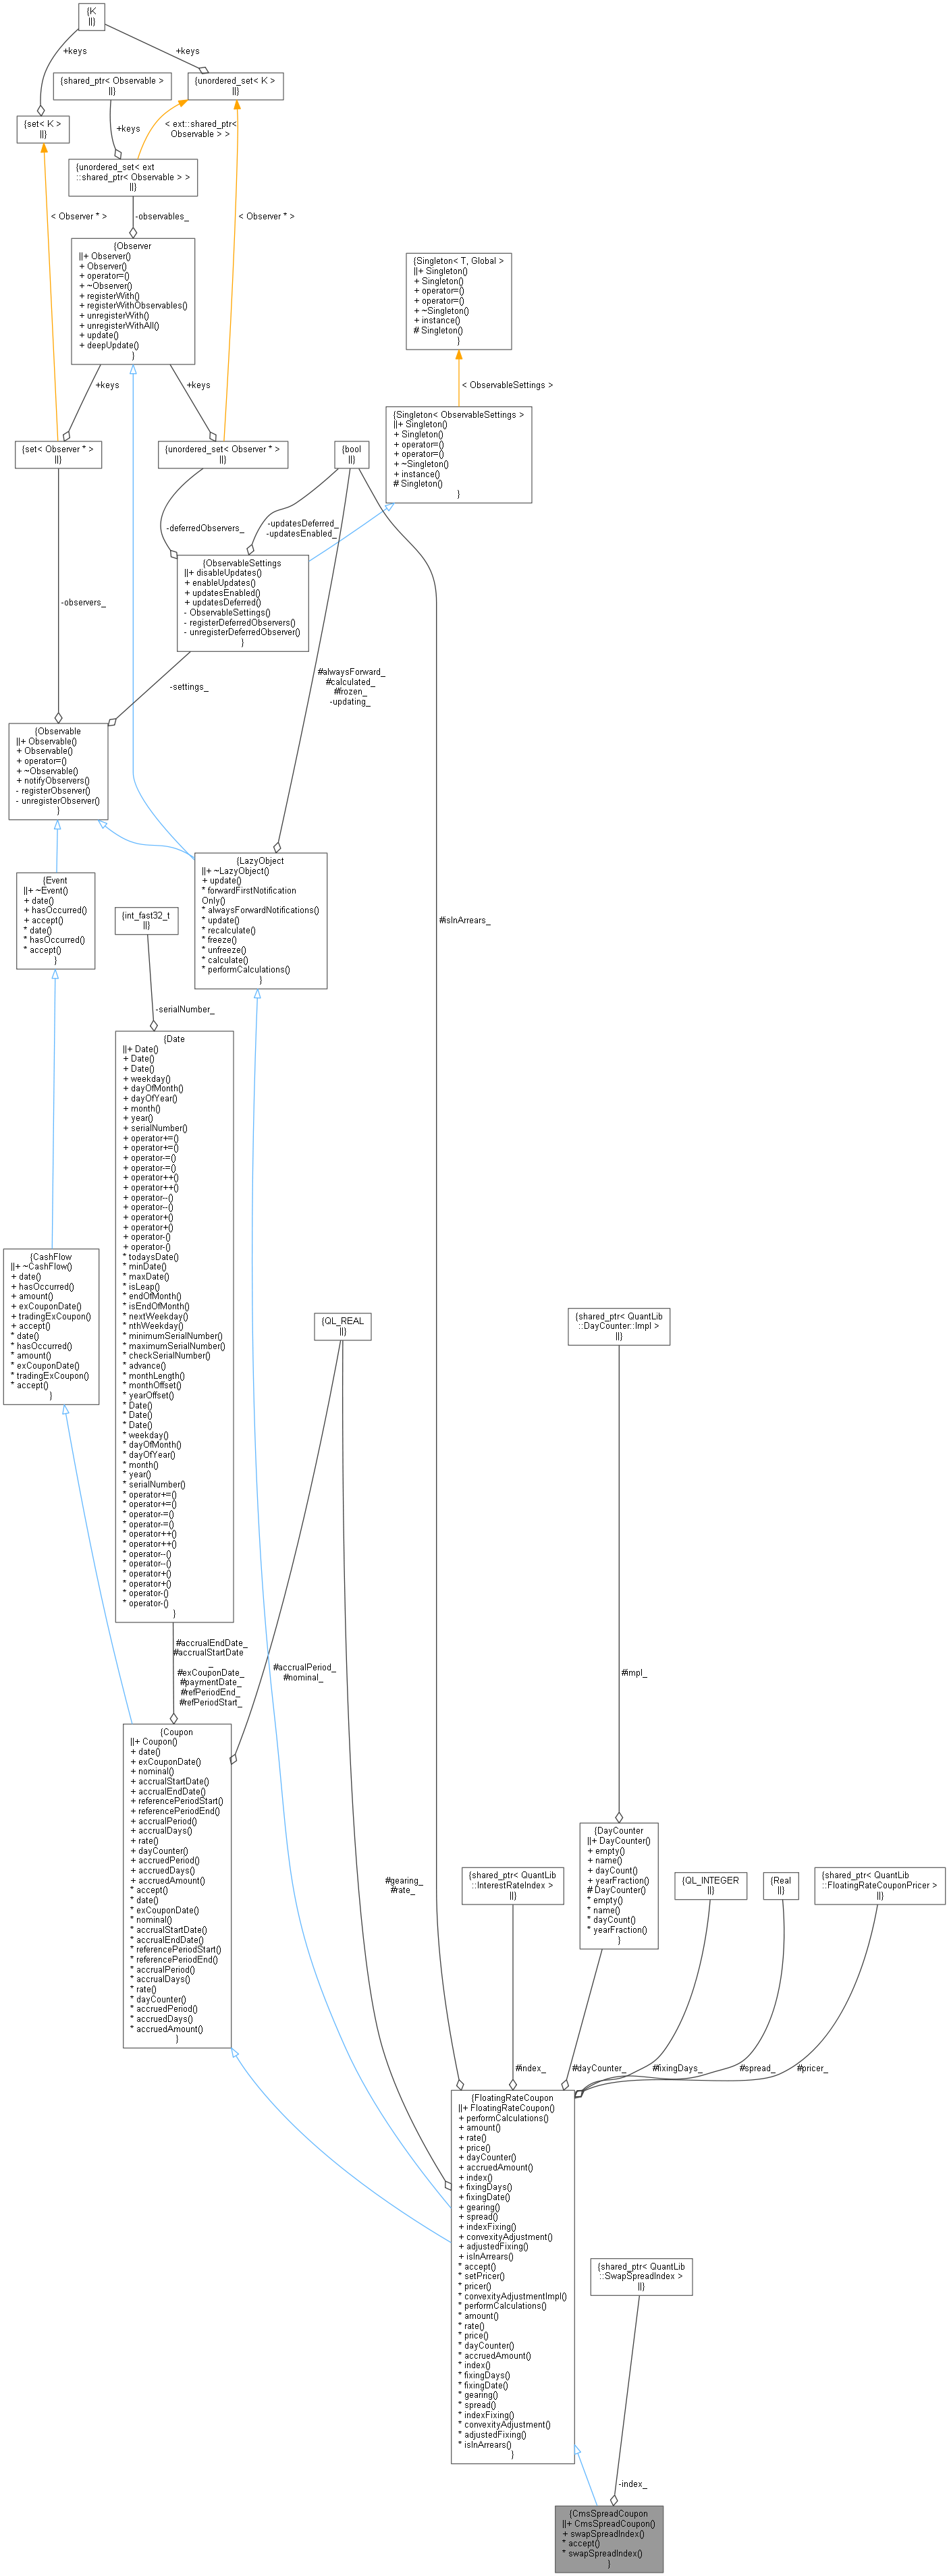 {K
||}
+keys
+keys
{shared_ptr< Observable >
||}
{unordered_set< K >
||}
{set< K >
||}
+keys
< ext::shared_ptr<
Observable > >
{unordered_set< ext
::shared_ptr< Observable > >
||}
< Observer * >
-observables_
< Observer * >
{Observer
||+ Observer()
+ Observer()
+ operator=()
+ ~Observer()
+ registerWith()
+ registerWithObservables()
+ unregisterWith()
+ unregisterWithAll()
+ update()
+ deepUpdate()
}
{Singleton< T, Global >
||+ Singleton()
+ Singleton()
+ operator=()
+ operator=()
+ ~Singleton()
+ instance()
# Singleton()
}
+keys
+keys
< ObservableSettings >
{Singleton< ObservableSettings >
||+ Singleton()
+ Singleton()
+ operator=()
+ operator=()
+ ~Singleton()
+ instance()
# Singleton()
}
{set< Observer * >
||}
{unordered_set< Observer * >
||}
{bool
||}
-deferredObservers_
-updatesDeferred_
-updatesEnabled_
{ObservableSettings
||+ disableUpdates()
+ enableUpdates()
+ updatesEnabled()
+ updatesDeferred()
- ObservableSettings()
- registerDeferredObservers()
- unregisterDeferredObserver()
}
-observers_
-settings_
#alwaysForward_
#calculated_
#frozen_
-updating_
{Observable
||+ Observable()
+ Observable()
+ operator=()
+ ~Observable()
+ notifyObservers()
- registerObserver()
- unregisterObserver()
}
{LazyObject
||+ ~LazyObject()
+ update()
* forwardFirstNotification
Only()
* alwaysForwardNotifications()
* update()
* recalculate()
* freeze()
* unfreeze()
* calculate()
* performCalculations()
}
{Event
||+ ~Event()
+ date()
+ hasOccurred()
+ accept()
* date()
* hasOccurred()
* accept()
}
{int_fast32_t
||}
#isInArrears_
-serialNumber_
{Date
||+ Date()
+ Date()
+ Date()
+ weekday()
+ dayOfMonth()
+ dayOfYear()
+ month()
+ year()
+ serialNumber()
+ operator+=()
+ operator+=()
+ operator-=()
+ operator-=()
+ operator++()
+ operator++()
+ operator--()
+ operator--()
+ operator+()
+ operator+()
+ operator-()
+ operator-()
* todaysDate()
* minDate()
* maxDate()
* isLeap()
* endOfMonth()
* isEndOfMonth()
* nextWeekday()
* nthWeekday()
* minimumSerialNumber()
* maximumSerialNumber()
* checkSerialNumber()
* advance()
* monthLength()
* monthOffset()
* yearOffset()
* Date()
* Date()
* Date()
* weekday()
* dayOfMonth()
* dayOfYear()
* month()
* year()
* serialNumber()
* operator+=()
* operator+=()
* operator-=()
* operator-=()
* operator++()
* operator++()
* operator--()
* operator--()
* operator+()
* operator+()
* operator-()
* operator-()
}
{CashFlow
||+ ~CashFlow()
+ date()
+ hasOccurred()
+ amount()
+ exCouponDate()
+ tradingExCoupon()
+ accept()
* date()
* hasOccurred()
* amount()
* exCouponDate()
* tradingExCoupon()
* accept()
}
{QL_REAL
||}
{shared_ptr< QuantLib
::DayCounter::Impl >
||}
#accrualEndDate_
#accrualStartDate
_
#exCouponDate_
#paymentDate_
#refPeriodEnd_
#refPeriodStart_
#accrualPeriod_
#nominal_
#impl_
{Coupon
||+ Coupon()
+ date()
+ exCouponDate()
+ nominal()
+ accrualStartDate()
+ accrualEndDate()
+ referencePeriodStart()
+ referencePeriodEnd()
+ accrualPeriod()
+ accrualDays()
+ rate()
+ dayCounter()
+ accruedPeriod()
+ accruedDays()
+ accruedAmount()
* accept()
* date()
* exCouponDate()
* nominal()
* accrualStartDate()
* accrualEndDate()
* referencePeriodStart()
* referencePeriodEnd()
* accrualPeriod()
* accrualDays()
* rate()
* dayCounter()
* accruedPeriod()
* accruedDays()
* accruedAmount()
}
#gearing_
#rate_
{shared_ptr< QuantLib
::InterestRateIndex >
||}
{DayCounter
||+ DayCounter()
+ empty()
+ name()
+ dayCount()
+ yearFraction()
# DayCounter()
* empty()
* name()
* dayCount()
* yearFraction()
}
{QL_INTEGER
||}
{Real
||}
{shared_ptr< QuantLib
::FloatingRateCouponPricer >
||}
#index_
#dayCounter_
#fixingDays_
#spread_
#pricer_
{FloatingRateCoupon
||+ FloatingRateCoupon()
+ performCalculations()
+ amount()
+ rate()
+ price()
+ dayCounter()
+ accruedAmount()
+ index()
+ fixingDays()
+ fixingDate()
+ gearing()
+ spread()
+ indexFixing()
+ convexityAdjustment()
+ adjustedFixing()
+ isInArrears()
* accept()
* setPricer()
* pricer()
* convexityAdjustmentImpl()
* performCalculations()
* amount()
* rate()
* price()
* dayCounter()
* accruedAmount()
* index()
* fixingDays()
* fixingDate()
* gearing()
* spread()
* indexFixing()
* convexityAdjustment()
* adjustedFixing()
* isInArrears()
}
{shared_ptr< QuantLib
::SwapSpreadIndex >
||}
-index_
{CmsSpreadCoupon
||+ CmsSpreadCoupon()
+ swapSpreadIndex()
* accept()
* swapSpreadIndex()
}